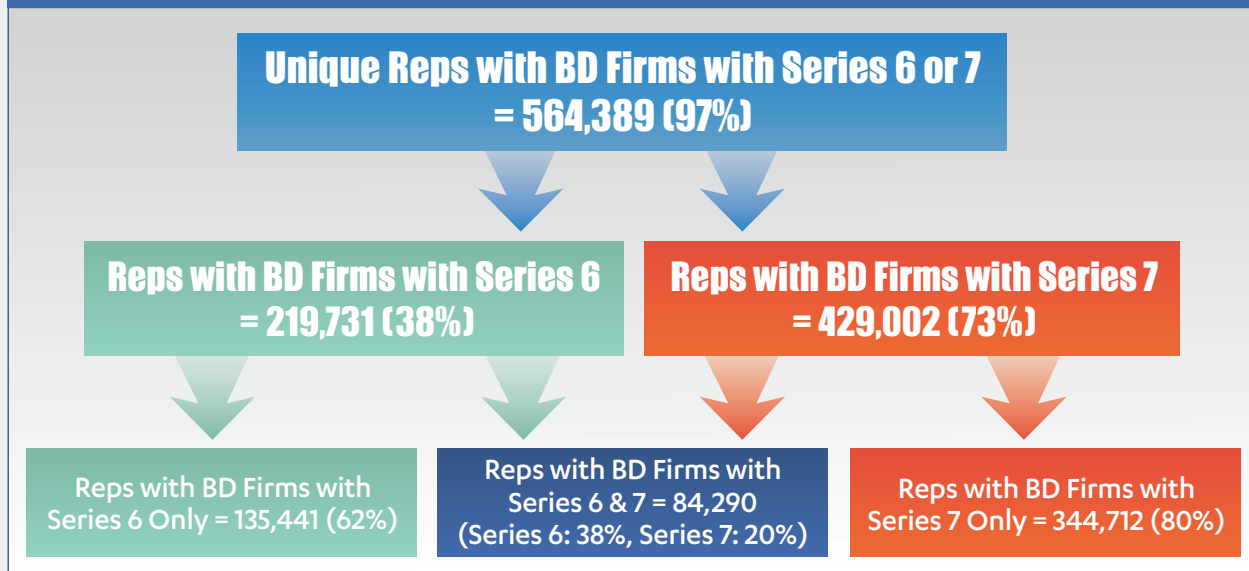 Unique Reps with BD Firms with Series 6 or 7
= 564,389 (97%)
Reps with BD Firms with Series 6
= 219,731 (38%)
Reps with BD Firms with Series 7
= 429,002 (73%)
Reps with BD Firms with
Series 6 Only = 135,441 (62%)
Reps with BD Firms with
Series 6 & 7 = 84,290
(Series 6: 38%, Series 7: 20%)
Reps with BD Firms with
Series 7 Only = 344,712 (80%)